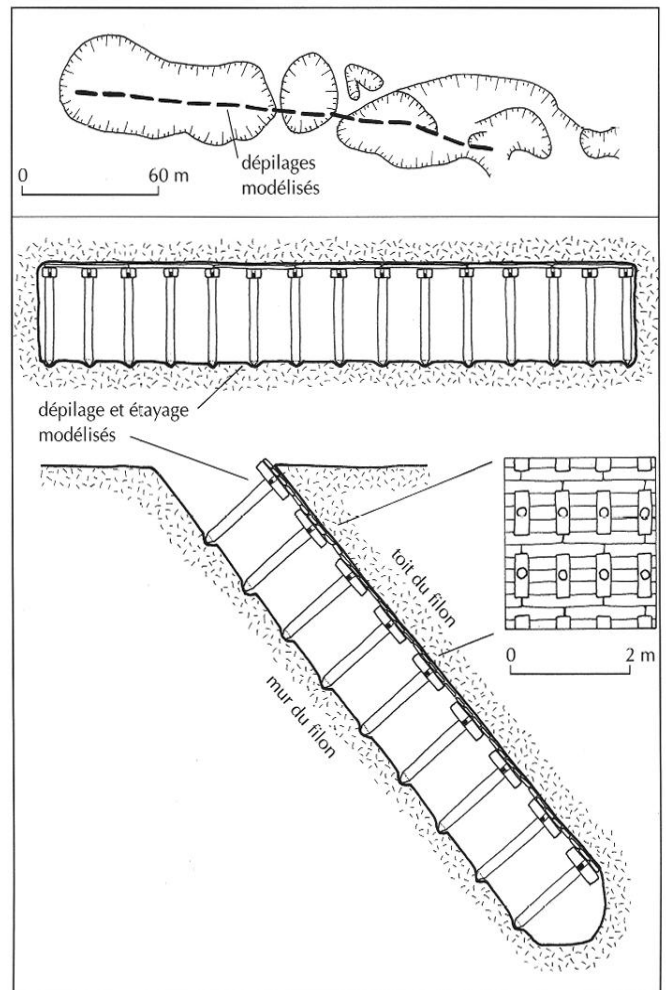 0
60 m
dépilages
modélisés
dépilage et étayage
modélisés
toit du filon
mur du filon
0
2 m